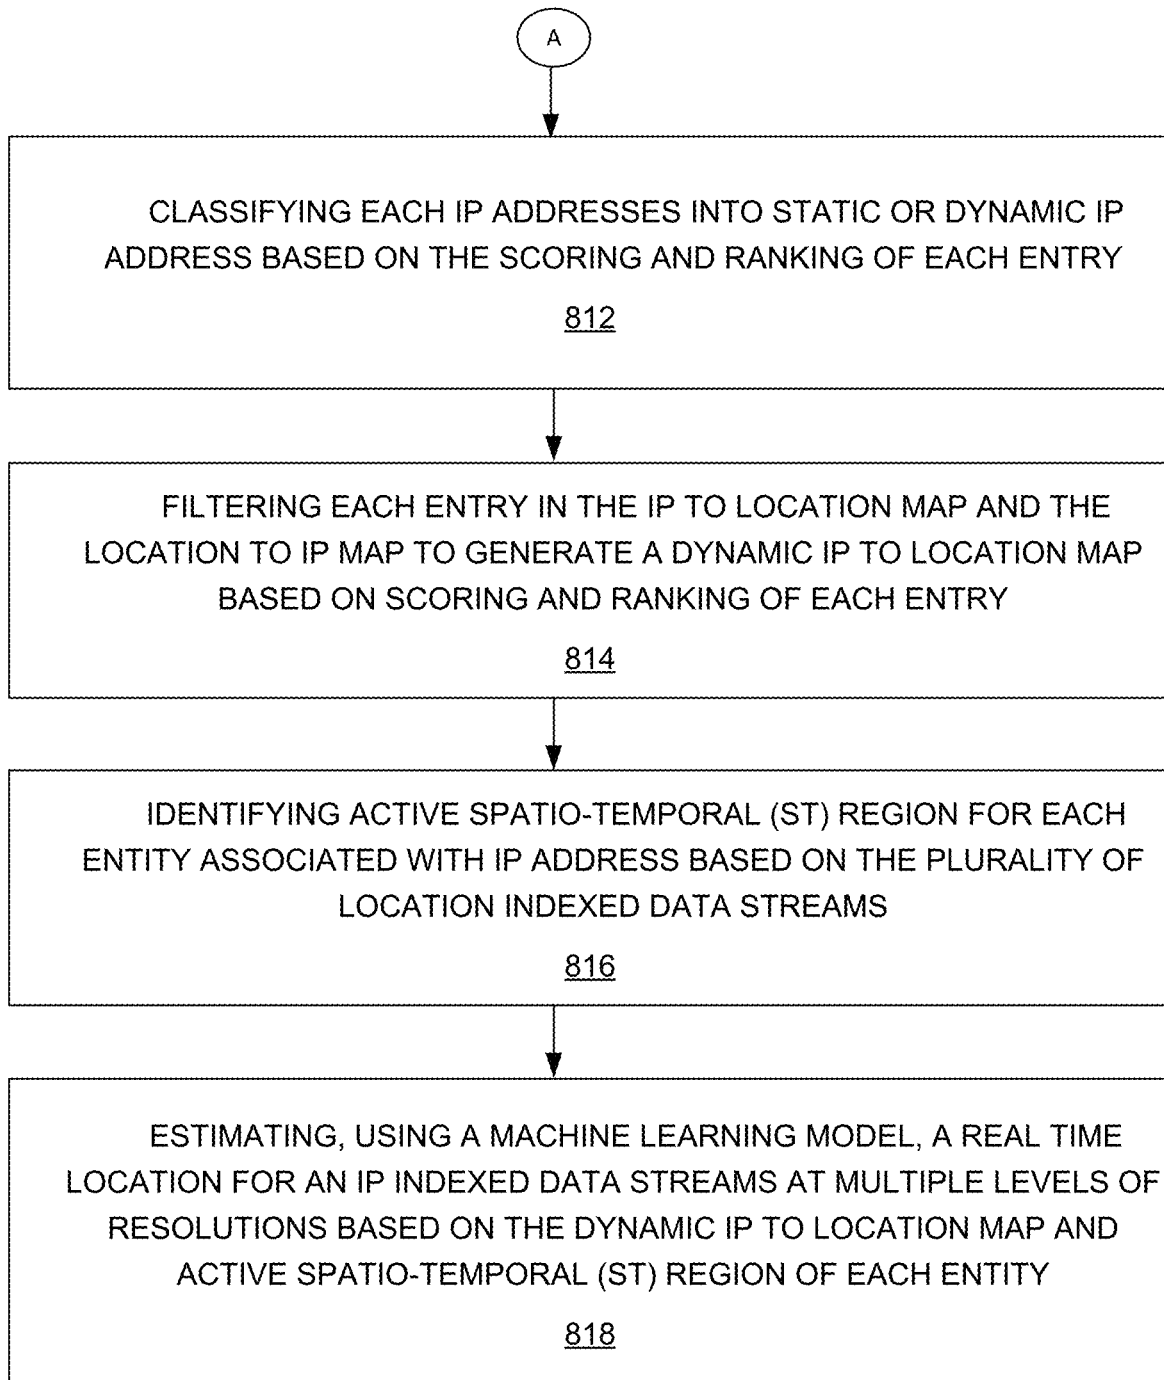 A
CLASSIFYING EACH IP ADDRESSES INTO STATIC OR DYNAMIC IP
ADDRESS BASED ON THE SCORING AND RANKING OF EACH ENTRY
812
FILTERING EACH ENTRY IN THE IP TO LOCATION MAP AND THE
LOCATION TO IP MAP TO GENERATE A DYNAMIC IP TO LOCATION MAP
BASED ON SCORING AND RANKING OF EACH ENTRY
814
IDENTIFYING ACTIVE SPATIO-TEMPORAL (ST) REGION FOR EACH
ENTITY ASSOCIATED WITH IP ADDRESS BASED ON THE PLURALITY OF
LOCATION INDEXED DATA STREAMS
816
ESTIMATING, USING A MACHINE LEARNING MODEL, A REAL TIME
LOCATION FOR AN IP INDEXED DATA STREAMS AT MULTIPLE LEVELS OF
RESOLUTIONS BASED ON THE DYNAMIC IP TO LOCATION MAP AND
ACTIVE SPATIO-TEMPORAL (ST) REGION OF EACH ENTITY
818